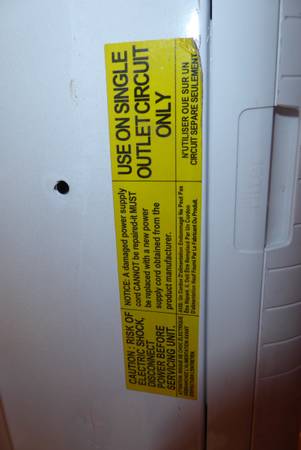 CAUTION : RISK OF
ELECTRIC SHOCK,
DISCONNECT
POWER BEFORE
SERVICING UNIT.
NOTICE: A damaged power supply
cord CANNOT be repaired-it MUST
be replaced with a new power
supply cord obtained from the
product manufacturer.
USE ON SINGLE
OUTLET CIRCUIT
ONLY
N'UTILISER QUE SUR UN
CIRCUIT SEPARE SEULEMENT